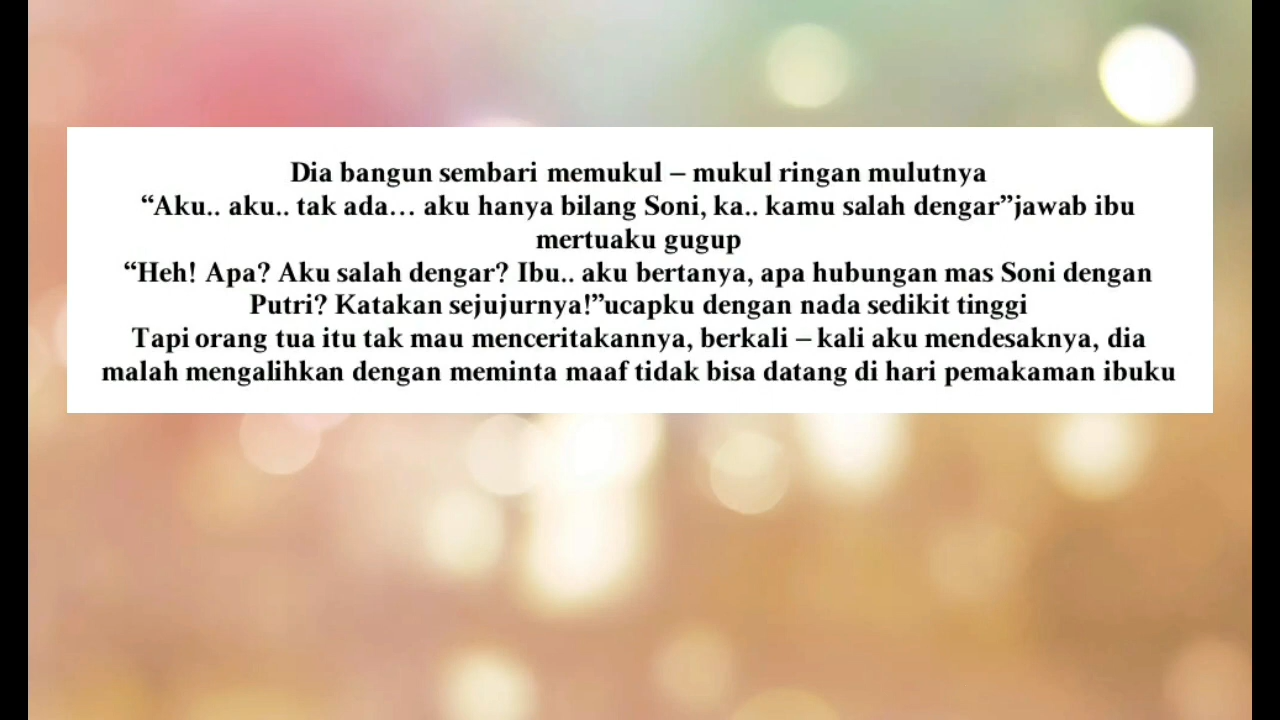 Dia bangun sembari memukul – mukul ringan mulutnya
“Aku.. aku.. tak ada… aku hanya bilang Soni, ka.. kamu salah dengar”jawab ibu
mertuaku gugup
“Heh! Apa? Aku salah dengar? Ibu.. aku bertanya, apa hubungan mas Soni dengan
Putri? Katakan sejujurnya!”ucapku dengan nada sedikit tinggi
Tapi orang tua itu tak mau menceritakannya, berkali – kali aku mendesaknya, dia
malah mengalihkan dengan meminta maaf tidak bisa datang di hari pemakaman ibuku